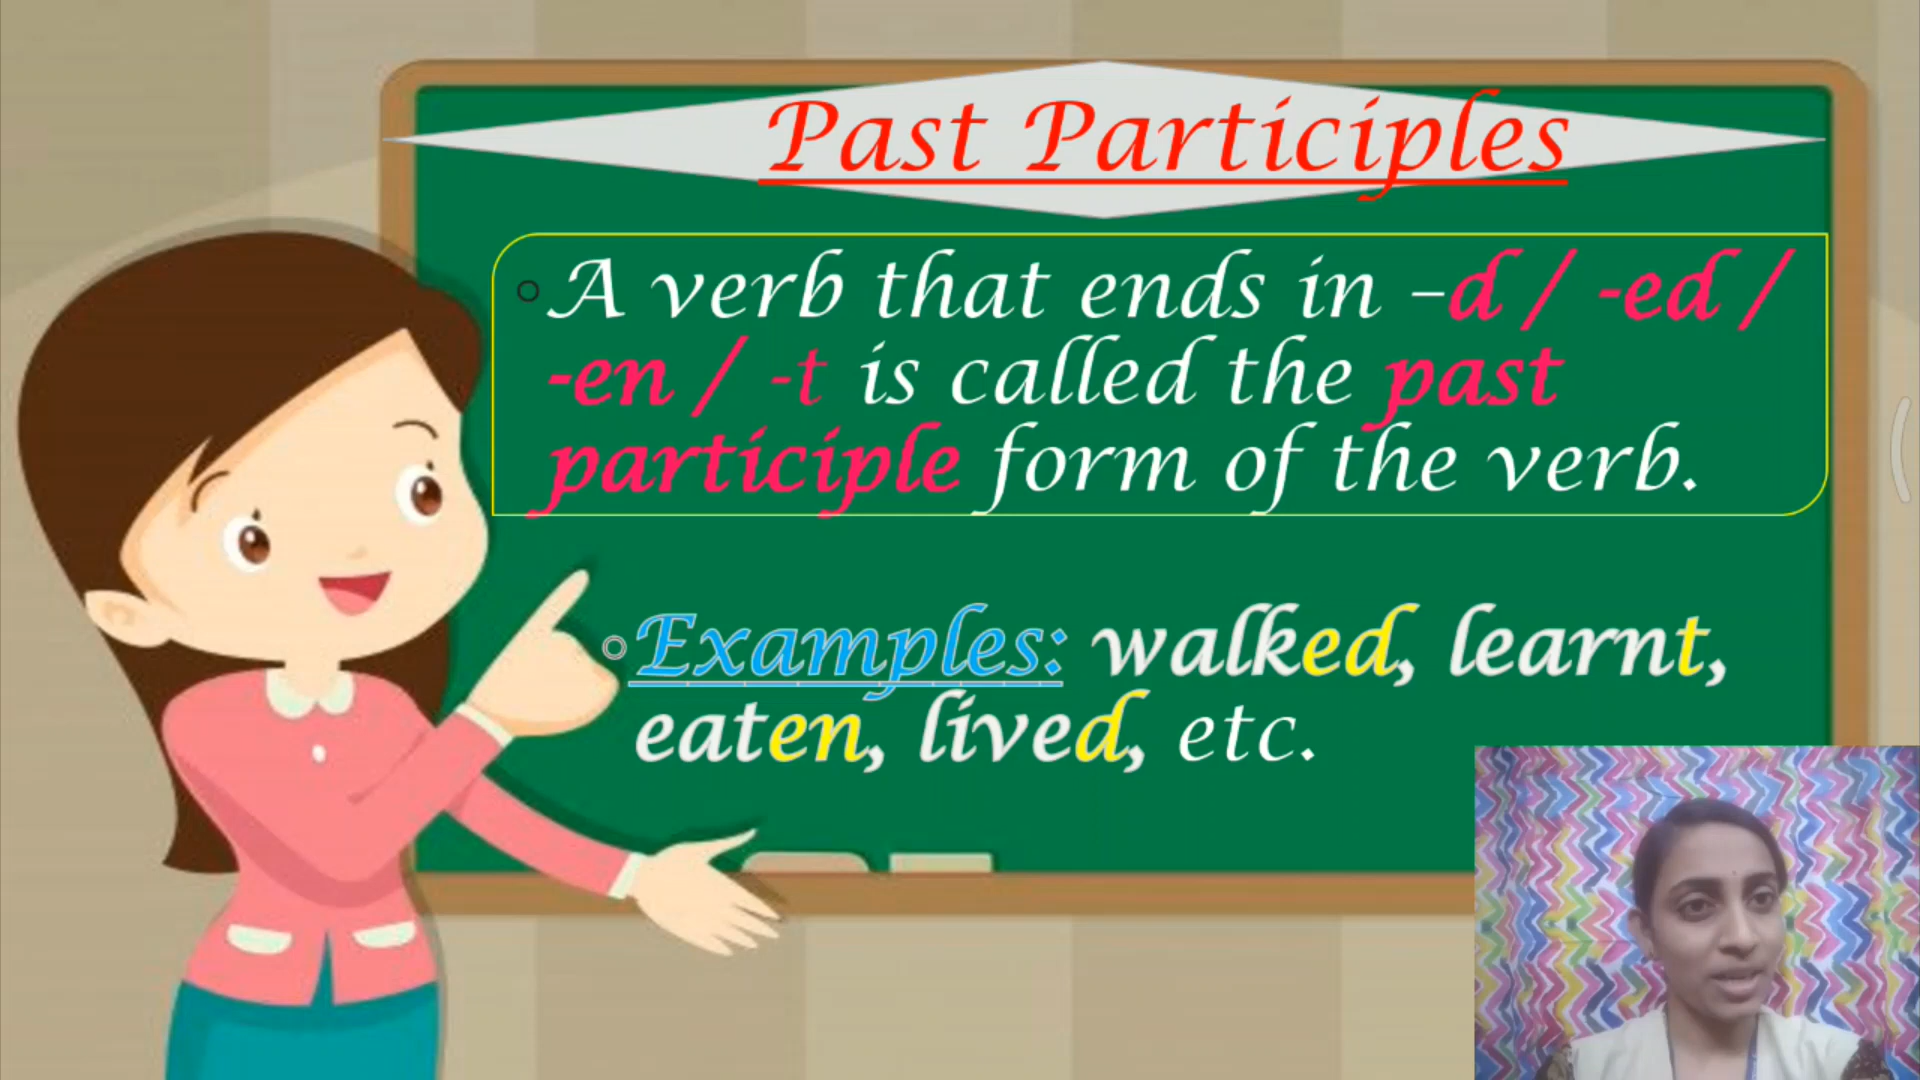 Past Participles
A verb that ends in –d / -ed /
-en / -t is called the past
participle form of the verb.
Examples: walked, learnt,
eaten, lived, etc.